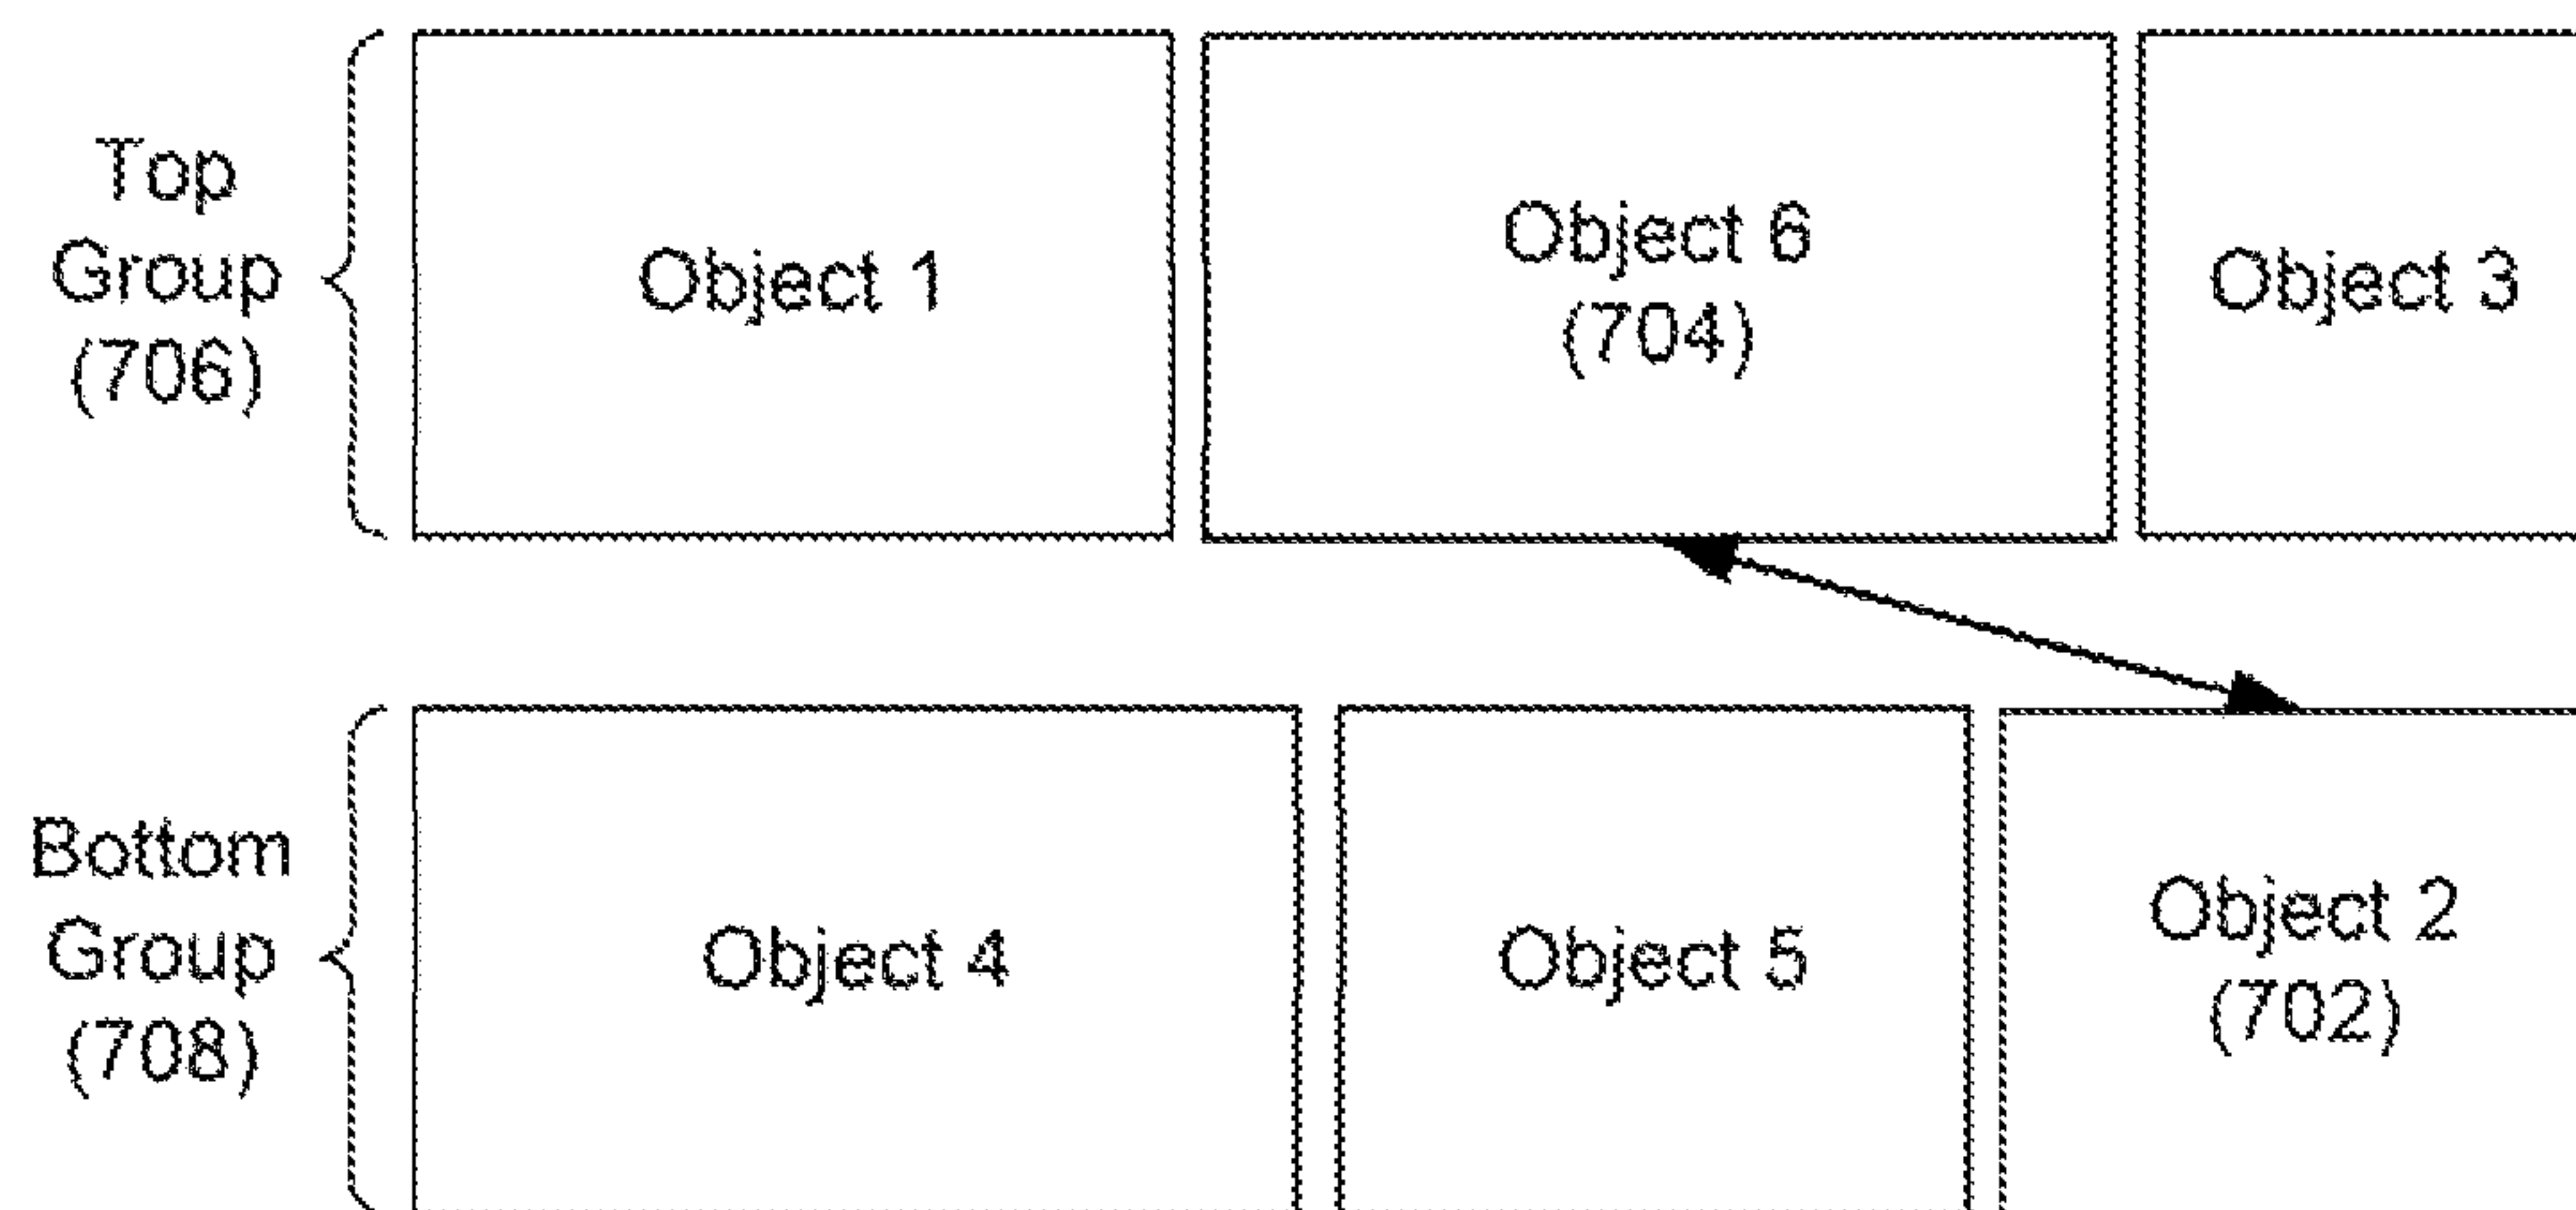 Top
Group
(706)
Object 1
Object 6
(704)
Object 3
Bottom
Group
(708)
Object 4
Object 5
Object 2
(702)